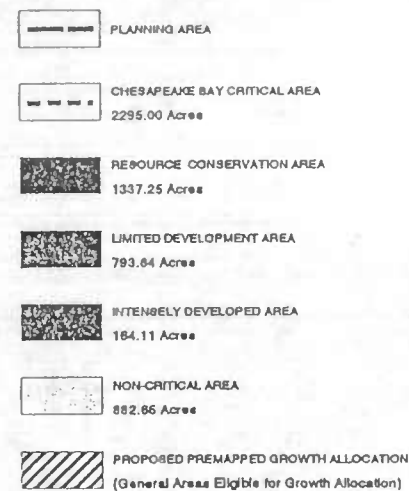 PLANNING AREA
CHESAPEAKE BAY CRITICAL AREA
2295.00 Acres
RESOURCE CONSERVATION AREA
1337.25 Acres
LIMITED DEVELOPMENT AREA
793.64 Acres
INTENSELY DEVELOPED AREA
164.11 Acres
NON-CRITICAL AREA
882.65 Acres
PROPOSED PREMAPPED GROWTH ALLOCATION
(General Areas Eligible for Growth Allocation)